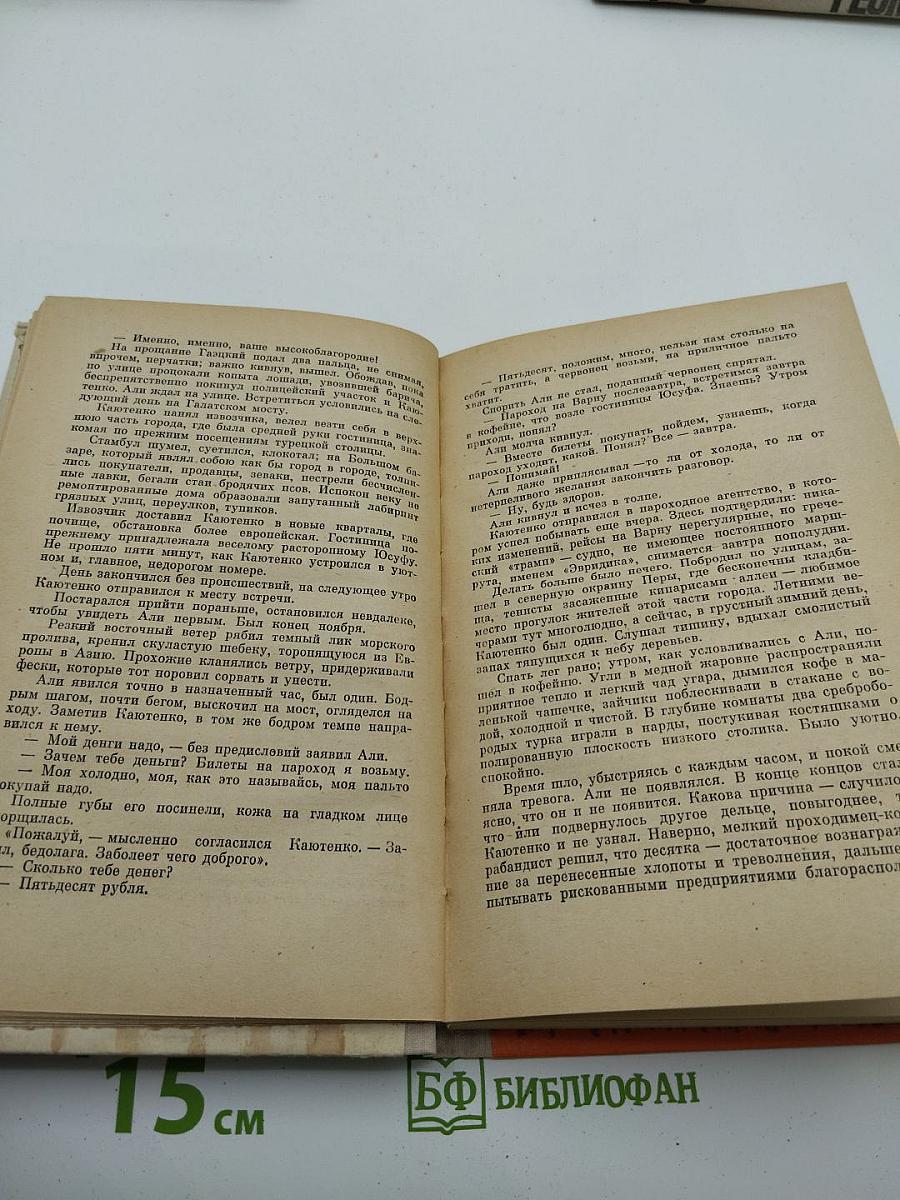 — Именно, именно, ваше высокоблагородие!
На прощание Газцкий подал два пальца, не снимая,
впрочем, перчатки; важно кивнув, вышел. Обождав, пока
по улице процокали копыта лошади, увозившей барича,
беспрепятственно покинул полицейский участок и Каю-
тенко. Али ждал на улице. Встретиться условились на сле-
дующий день на Галатском мосту.
Каютенко нанял извозчика, велел везти себя в верх-
нюю часть города, где была средней руки гостиница, зна-
комая по прежним посещениям турецкой столицы.
Стамбул шумел, суетился, клокотал; на Большом ба-
заре, который являл собою как бы город в городе, толпи-
лись покупатели, продавцы, зеваки, пестрели бесчислен-
ные лавки, бегали стаи бродячих псов. Испокон веку не
ремонтированные дома образовали запутанный лабиринт
грязных улиц, переулков, тупиков.
Извозчик доставил Каютенко в новые кварталы, где
почище, обстановка более европейская. Гостиница по-
прежнему принадлежала веселому расторопному Юсуфу.
Не прошло пяти минут, как Каютенко устроился в уют-
ном и, главное, недорогом номере.
День закончился без происшествий, на следующее утро
Каютенко отправился к месту встречи.
Постарался прийти пораньше, остановился невдалеке,
чтобы увидеть Али первым. Был конец ноября.
Резкий восточный ветер рябил темный лик морского
пролива, кренил скуластую шебеку, торопящуюся из Ев-
ропы в Азию. Прохожие кланялись ветру, придерживали
фески, которые тот норовил сорвать и унести.
Али явился точно в назначенный час, был один. Бод-
рым шагом, почти бегом, выскочил на мост, огляделся на
ходу. Заметив Каютенко, в том же бодром темпе напра-
вился к нему.
— Мой денги надо, — без предисловий заявил Али.
— Зачем тебе деньги? Билеты на пароход я возьму.
— Моя холодно, моя, как это называйсь, моя пальто
окупай надо.
Полные губы его посинели, кожа на гладком лице
орщилась.
«Пожалуй, — мысленно согласился Каютенко. — За-
л, бедолага. Заболеет чего доброго».
— Сколько тебе денег?
— Пятьдесят рубля.
— Пятьдесят, положим, много, нельзя нам столько на
себя тратить, а червонец возьми, на приличное пальто
хватит.
Спорить Али не стал, поданный червонец спрятал.
— Пароход на Варну послезавтра, встретимся завтра
в кофейне, что возле гостиницы Юсуфа. Знаешь? Утром
приходи, понял?
Али молча кивнул.
— Вместе билеты покупать пойдем, узнаешь, когда
пароход уходит, какой. Понял? Все — завтра.
— Понимай!
Али даже приплясывал — то ли от холода, то ли от
нетерпеливого желания закончить разговор.
— Ну, будь здоров.
Али кивнул и исчез в толпе.
Каютенко отправился в пароходное агентство, в кото-
ром успел побывать еще вчера. Здесь подтвердили: ника-
ких изменений, рейсы на Варну нерегулярные, но грече-
ский «трамп» — судно, не имеющее постоянного марш-
рута, именем «Эвридика», снимается завтра пополудни.
Делать больше было нечего. Побродил по улицам, за-
шел в северную окраину Перы, где бесконечны кладби-
ща, тенисты засаженные кипарисами аллеи — любимое
место прогулок жителей этой части города. Летними ве-
черами тут многолюдно, а сейчас, в грустный зимний день,
Каютенко был один. Слушал тишину, вдыхал смолистый
запах тянущихся к небу деревьев.
Спать лег рано; утром, как условливались с Али, по-
шел в кофейню. Угли в медной жаровне распространяли
приятное тепло и легкий чад угара, дымился кофе в ма-
ленькой чашечке, зайчики поблескивали в стакане с во-
дой, холодной и чистой. В глубине комнаты два сребробо-
родых турка играли в нарды, постукивая костяшками о
полированную плоскость низкого столика. Было уютно,
спокойно.
Время шло, убыстряясь с каждым часом, и покой сме
няла тревога. Али не появлялся. В конце концов стал
ясно, что он и не появится. Какова причина — случило
что или подвернулось другое дельце, повыгоднее, т
Каютенко и не узнал. Наверно, мелкий проходимец-ко
рабандист решил, что десятка — достаточное вознаграж
ние за перенесенные хлопоты и треволнения, дальше
пытывать рискованными предприятиями благораспол
15 см
БФ БИБЛИОФАН